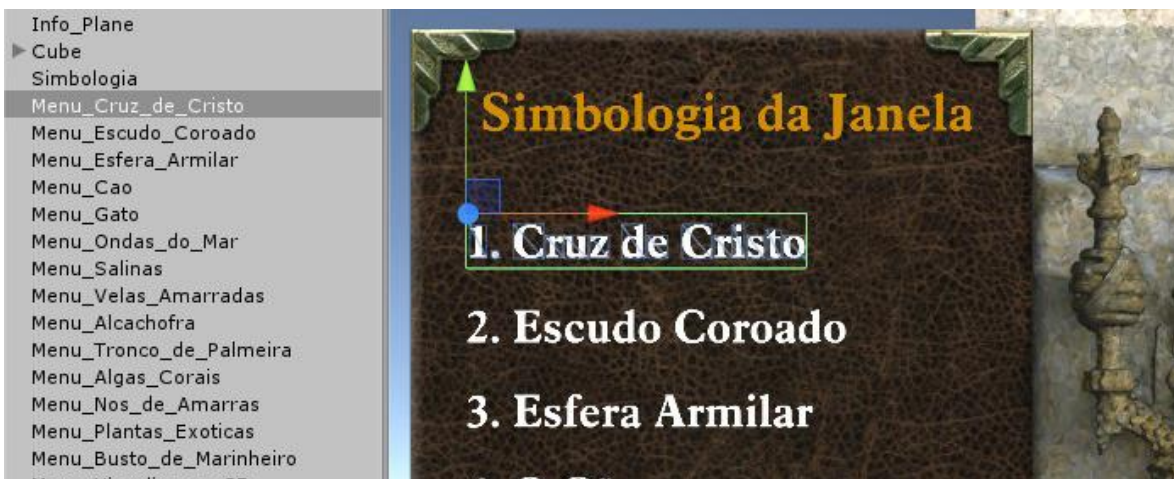 Info_Plane
Cube
Simbologia
Menu_Cruz_de_Cristo
Menu_Escudo_Coroado
Menu_Esfera_Armilar
Menu_Cao
Menu_Gato
Menu_Ondas_do_Mar
Menu_Salinas
Menu_Velas_Amarradas
Menu_Alcachofra
Menu_Tronco_de_Palmeira
Menu_Algas_Corais
Menu_Nos_de_Amarras
Menu_Plantas_Exoticas
Menu_Busto_de_Marinheiro
Simbologia da Janela
1. Cruz de Cristo
2. Escudo Coroado
3. Esfera Armilar